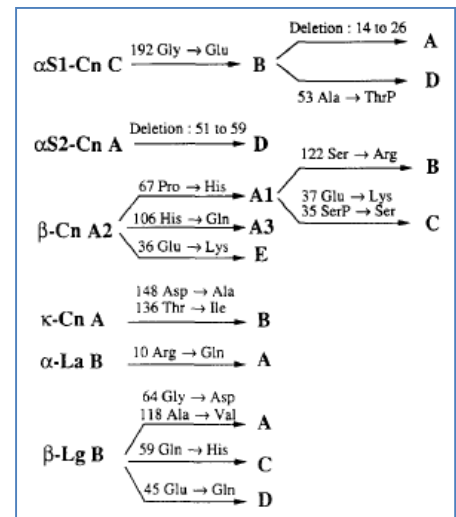 Deletion : 14 to 26
A
αS1-Cn C 192 Gly → Glu B
D
53 Ala → ThrP
αS2-Cn A Deletion : 51 to 59 D
122 Ser → Arg
B
67 Pro → His A1
37 Glu → Lys
35 SerP → Ser
C
β-Cn A2 106 His → Gln A3
36 Glu → Lys E
148 Asp → Ala
136 Thr → Ile
κ-Cn A B
α-La B 10 Arg → Gln A
64 Gly → Asp
118 Ala → Val A
β-Lg B 59 Gln → His C
45 Glu → Gln D